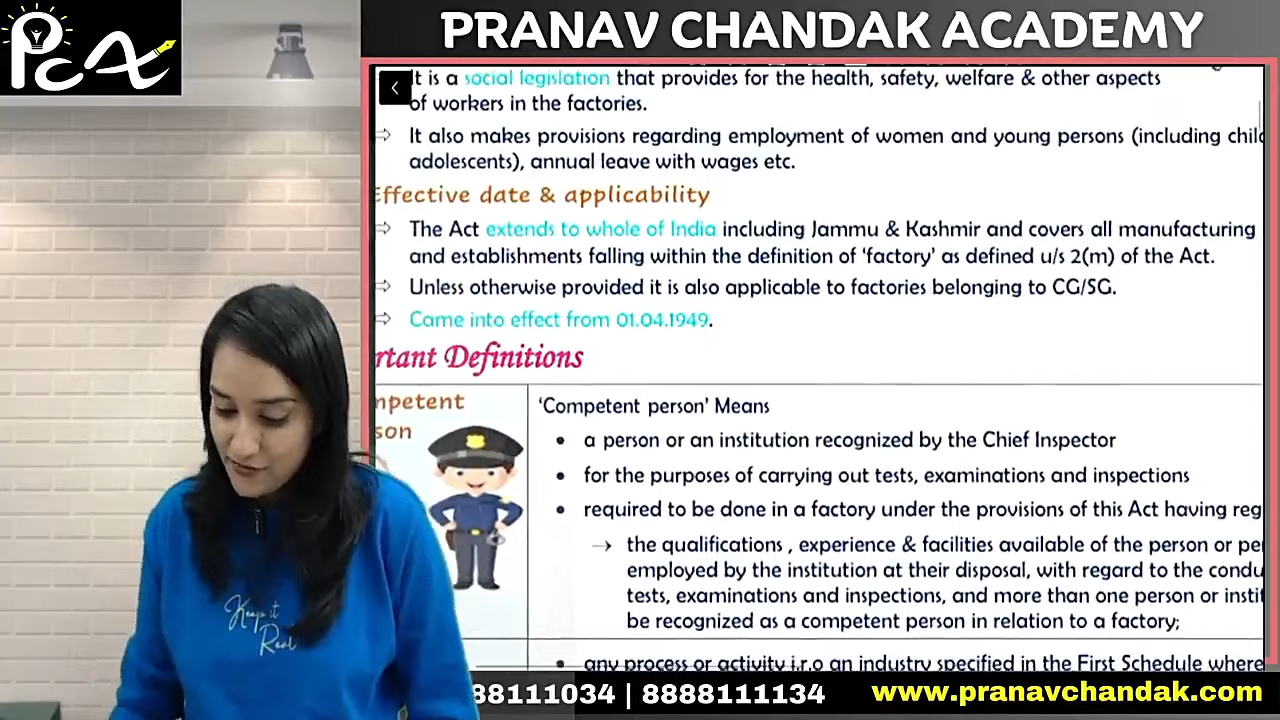 PCA
PRANAV CHANDAK ACADEMY
It is a social legislation that provides for the health, safety, welfare & other aspects
of workers in the factories.
⇨ It also makes provisions regarding employment of women and young persons (including chil
adolescents), annual leave with wages etc.
Effective date & applicability
⇨ The Act extends to whole of India including Jammu & Kashmir and covers all manufacturing
and establishments falling within the definition of ‘factory’ as defined u/s 2(m) of the Act.
⇨ Unless otherwise provided it is also applicable to factories belonging to CG/SG.
⇨ Came into effect from 01.04.1949.
rtant Definitions
mpetent
son
‘Competent person’ Means
• a person or an institution recognized by the Chief Inspector
• for the purposes of carrying out tests, examinations and inspections
• required to be done in a factory under the provisions of this Act having reg
→ the qualifications , experience & facilities available of the person or pe
employed by the institution at their disposal, with regard to the condu
tests, examinations and inspections, and more than one person or insti
be recognized as a competent person in relation to a factory;
• any process or activity i.r.o an industry specified in the First Schedule where
Keep it
Real
88111034 | 8888111134
www.pranavchandak.com